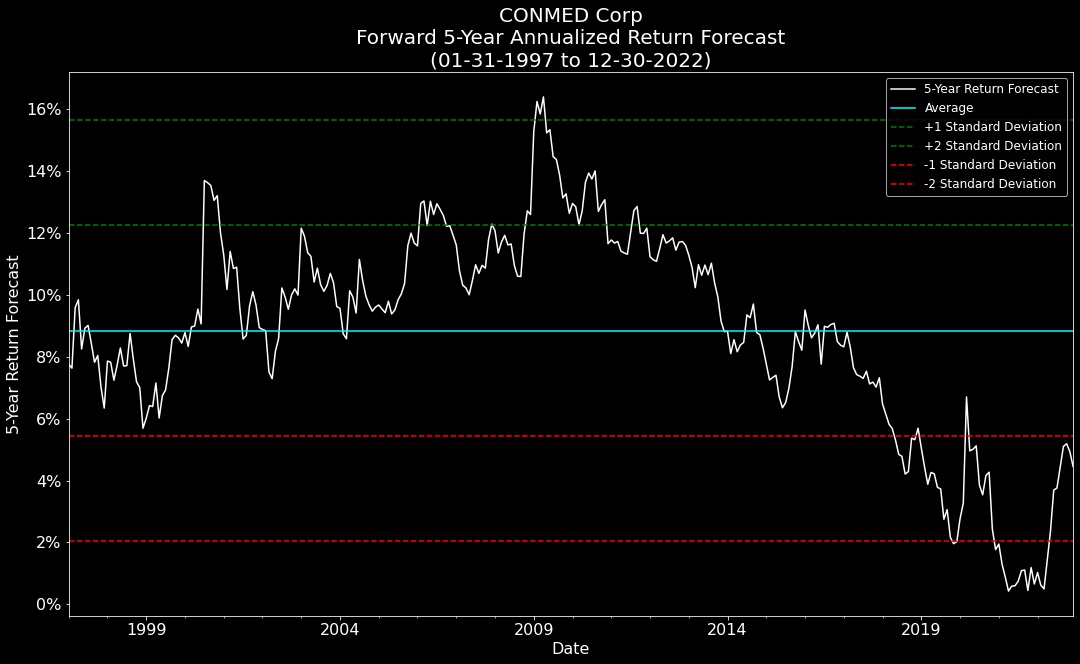 CONMED Corp
Forward 5-Year Annualized Return Forecast
(01-31-1997 to 12-30-2022)
5-Year Return Forecast
Average
+1 Standard Deviation
+2 Standard Deviation
-1 Standard Deviation
-2 Standard Deviation
5-Year Return Forecast
16%
14%
12%
10%
8%
6%
4%
2%
0%
1999
2004
2009
2014
2019
Date